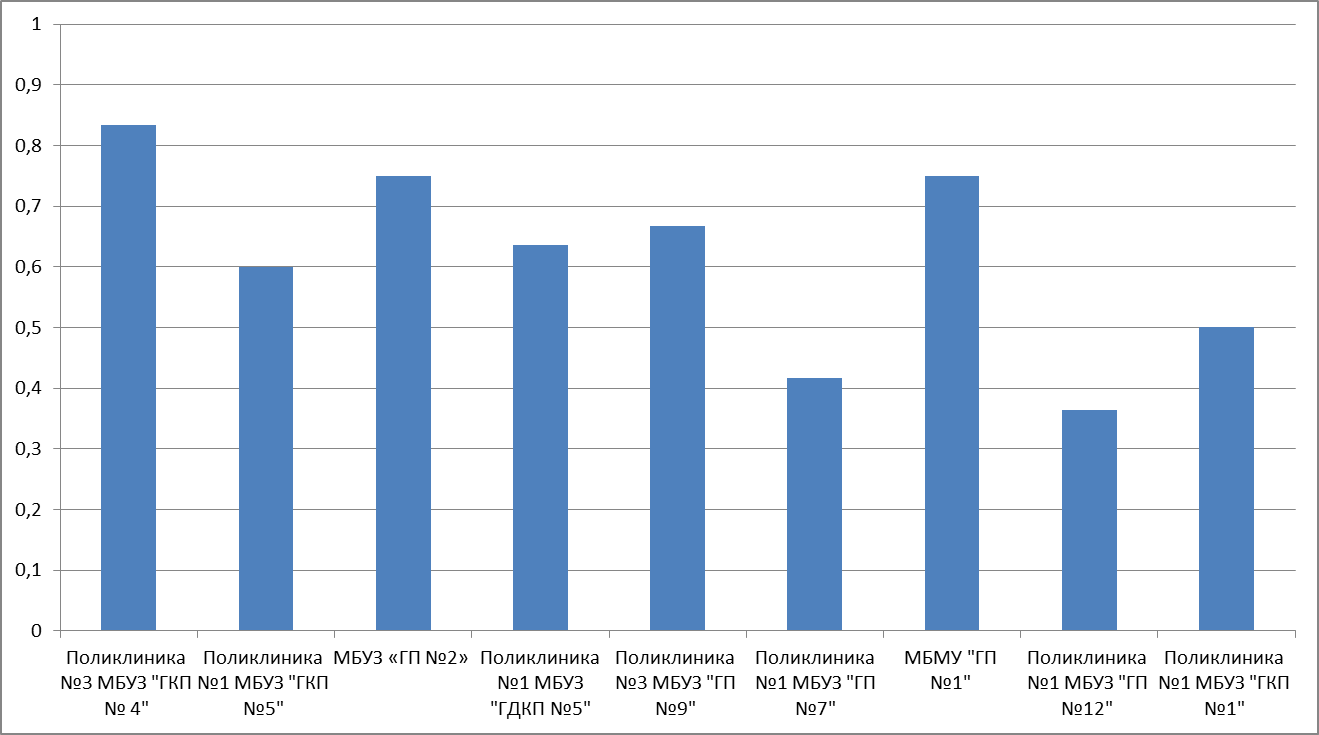 1
0,9
0,8
0,7
0,6
0,5
0,4
0,3
0,2
0,1
0
Поликлиника
№3 МБУЗ "ГКП
№ 4"
Поликлиника
№1 МБУЗ "ГКП
№5"
МБУЗ «ГП №2»
Поликлиника
№1 МБУЗ
"ГДКП №5"
Поликлиника
№3 МБУЗ "ГП
№9"
Поликлиника
№1 МБУЗ "ГП
№7"
МБМУ "ГП
№1"
Поликлиника
№1 МБУЗ "ГП
№12"
Поликлиника
№1 МБУЗ "ГКП
№1"